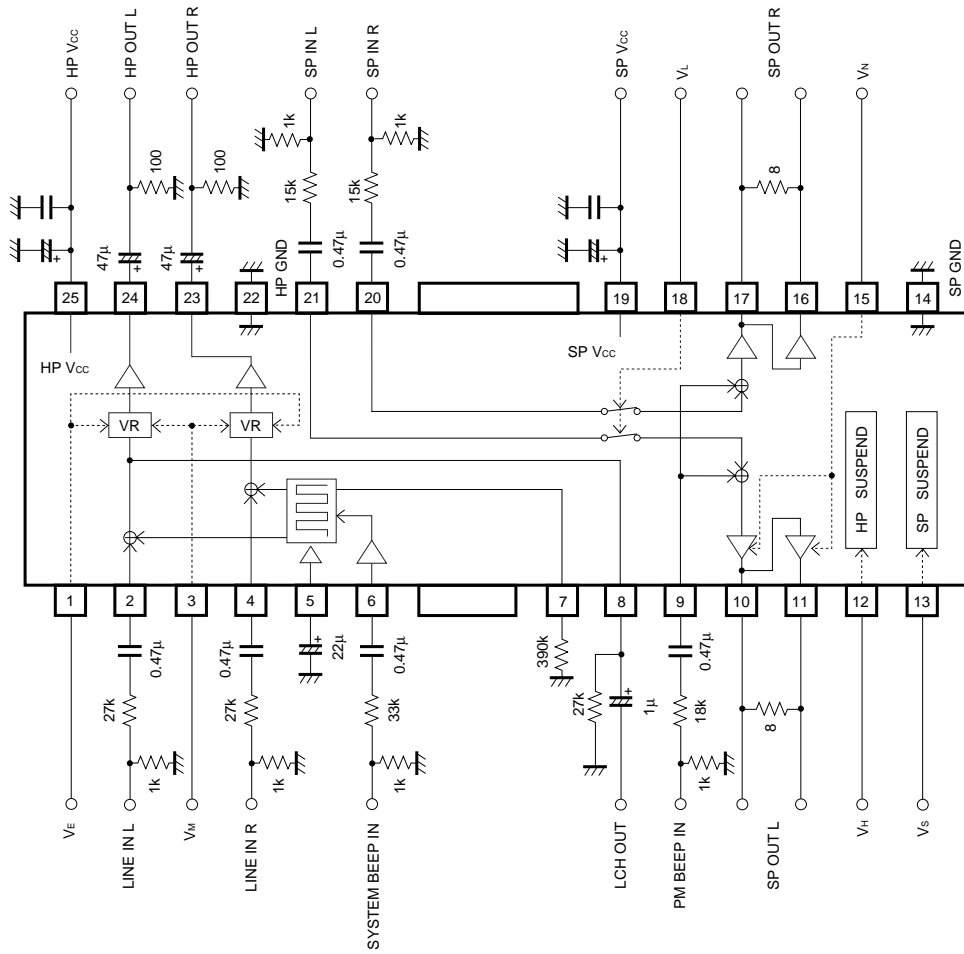 HP Vcc
HP OUT L
HP OUT R
SP IN L
SP IN R
SP Vcc
VL
SP OUT R
VN
1k
1k
100
100
15k
15k
8
47µ
+
47µ
+
+
HP GND
0.47µ
0.47µ
+
SP GND
25
24
23
22
21
20
19
18
17
16
15
14
HP Vcc
SP Vcc
VR
VR
HP SUSPEND
SP SUSPEND
1
2
3
4
5
6
7
8
9
10
11
12
13
0.47µ
0.47µ
22µ
+
0.47µ
390k
27k
1µ
+
0.47µ
27k
27k
33k
18k
8
1k
1k
1k
1k
VE
LINE IN L
VM
LINE IN R
SYSTEM BEEP IN
LCH OUT
PM BEEP IN
SP OUT L
VH
VS